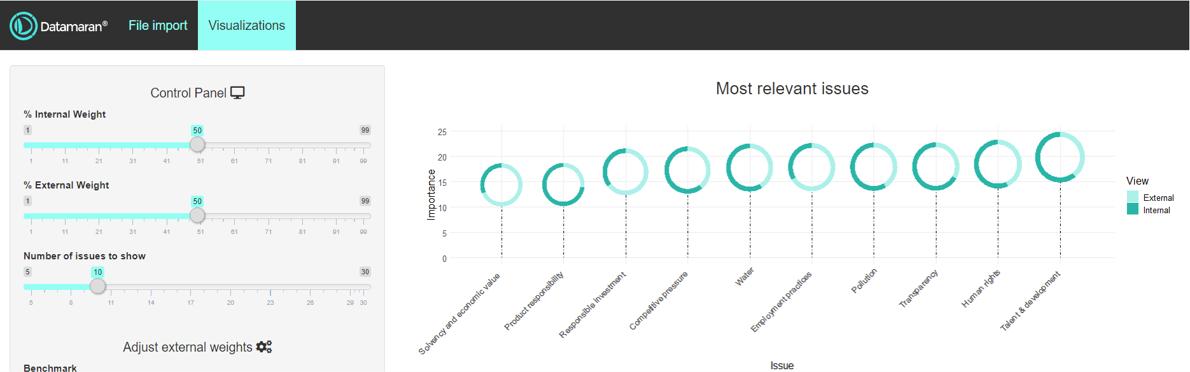 Datamaran® File import Visualizations
Control Panel
% Internal Weight
1 50 99
1 11 21 31 41 51 61 71 81 91 99
% External Weight
1 50 99
1 11 21 31 41 51 61 71 81 91 99
Number of issues to show
5 10 30
5 8 11 14 17 20 23 26 29 30
Adjust external weights
Benchmark
Most relevant issues
Importance
25
20
15
10
5
0
Solvency and economic value
Product responsibility
Responsible Investment
Competitive pressure
Water
Employment practices
Pollution
Transparency
Human rights
Talent & development
Issue
View
External
Internal